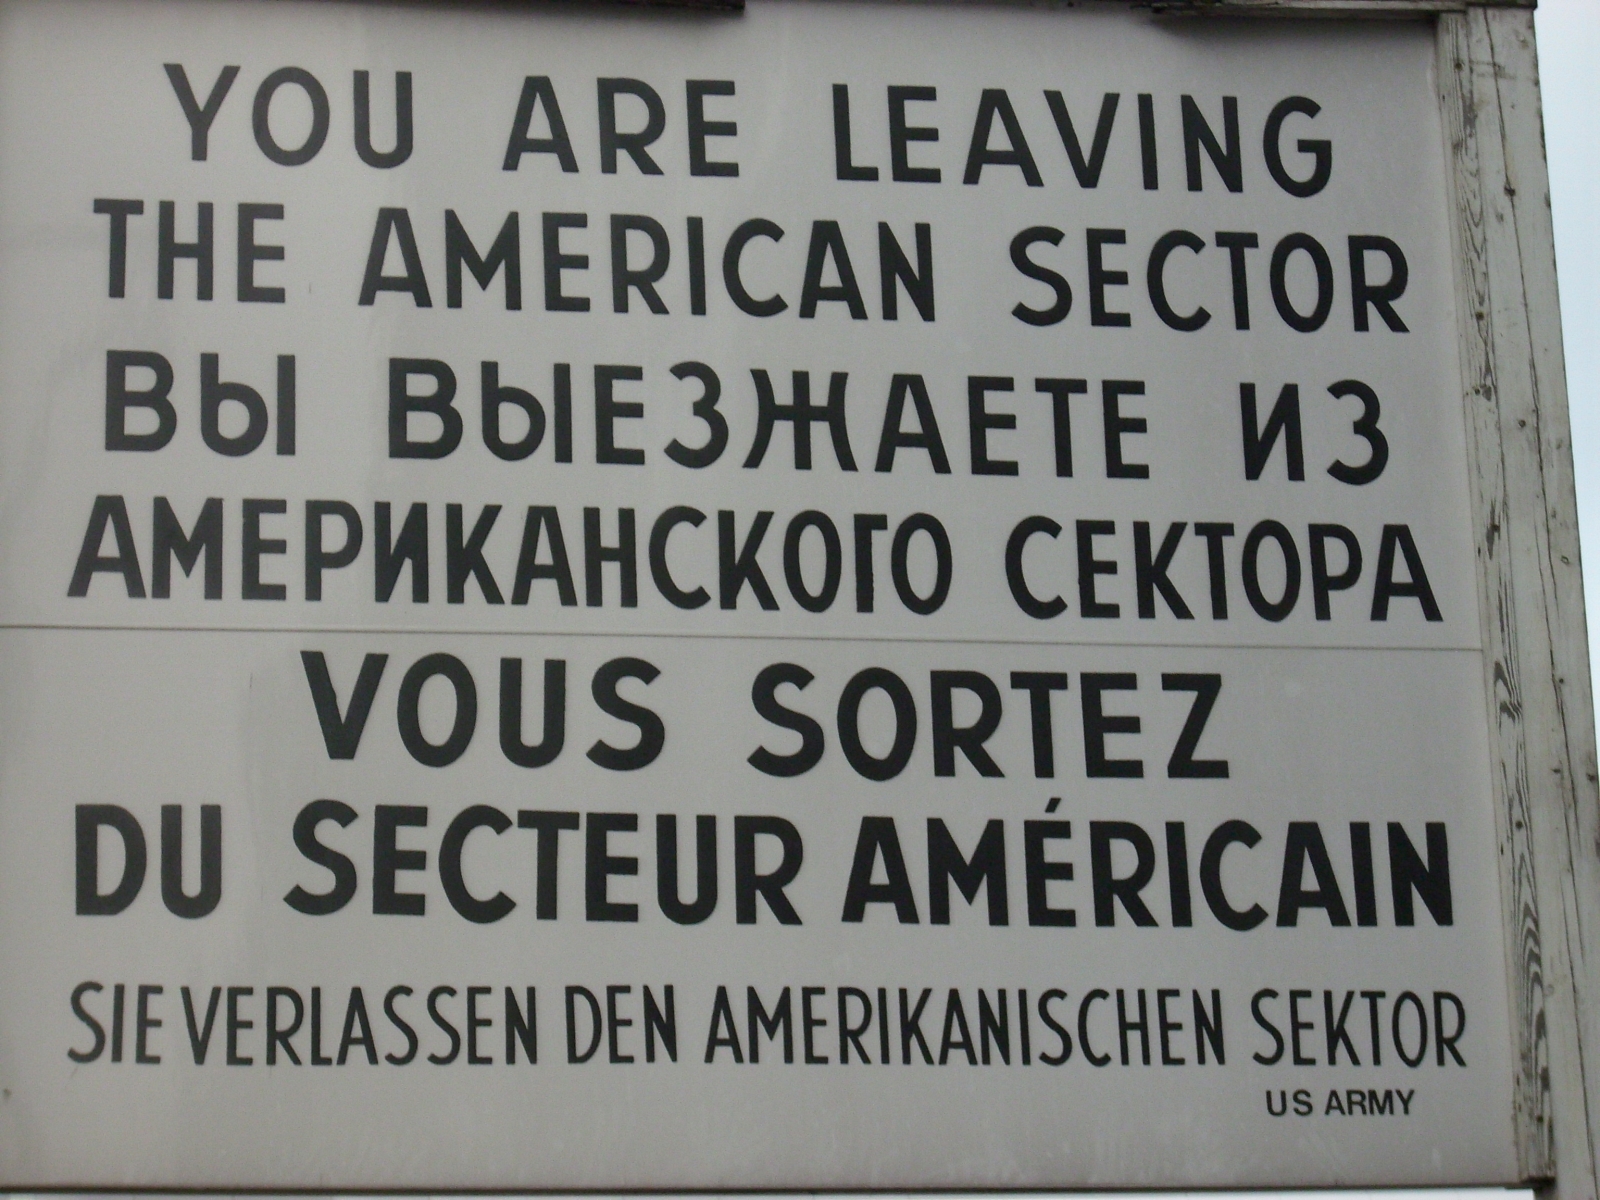 YOU ARE LEAVING
THE AMERICAN SECTOR
ВЫ ВЫЕЗЖАЕТЕ ИЗ
АМЕРИКАНСКОГО СЕКТОРА
VOUS SORTEZ
DU SECTEUR AMÉRICAIN
SIE VERLASSEN DEN AMERIKANISCHEN SEKTOR
US ARMY